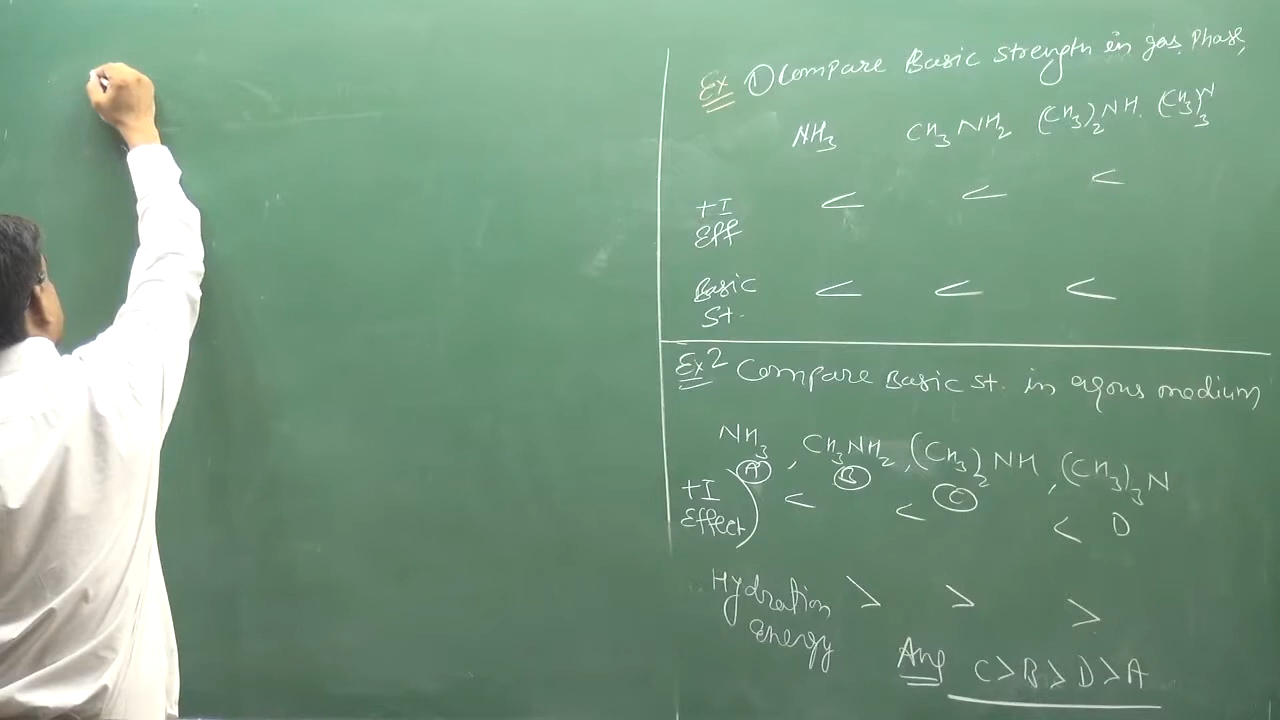 Ex ① Compare Basic Strength in gas Phase,
NH₃ CH₃NH₂ (CH₃)₂NH. (CH₃)₃N
+I Eff < < <
Basic St. < < <
Ex 2 Compare Basic St. in aqous medium
NH₃, CH₃NH₂, (CH₃)₂NH, (CH₃)₃N
Ⓐ Ⓑ Ⓒ D
+I Effect) < < <
Hydration energy > > >
Ans C>B>D>A